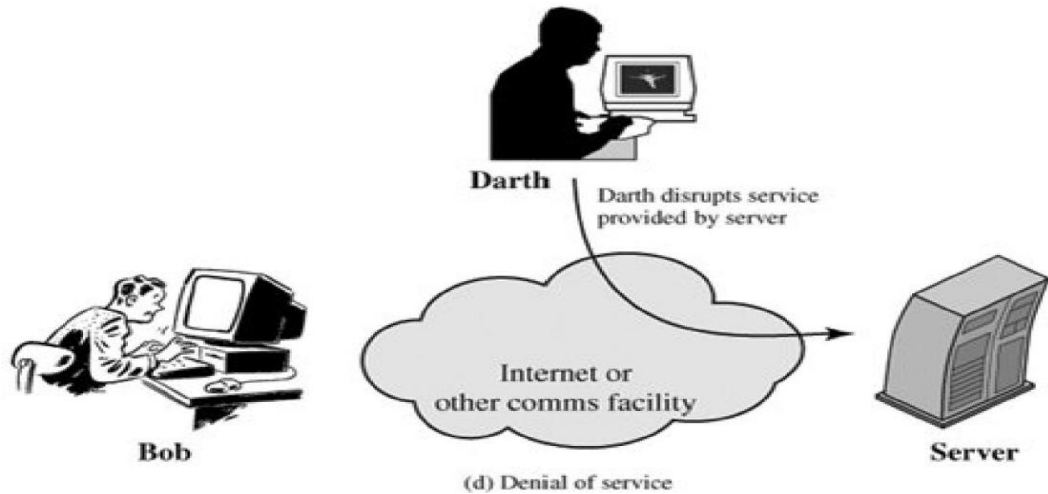 Darth
Darth disrupts service
provided by server
Internet or
other comms facility
Bob
Server
(d) Denial of service